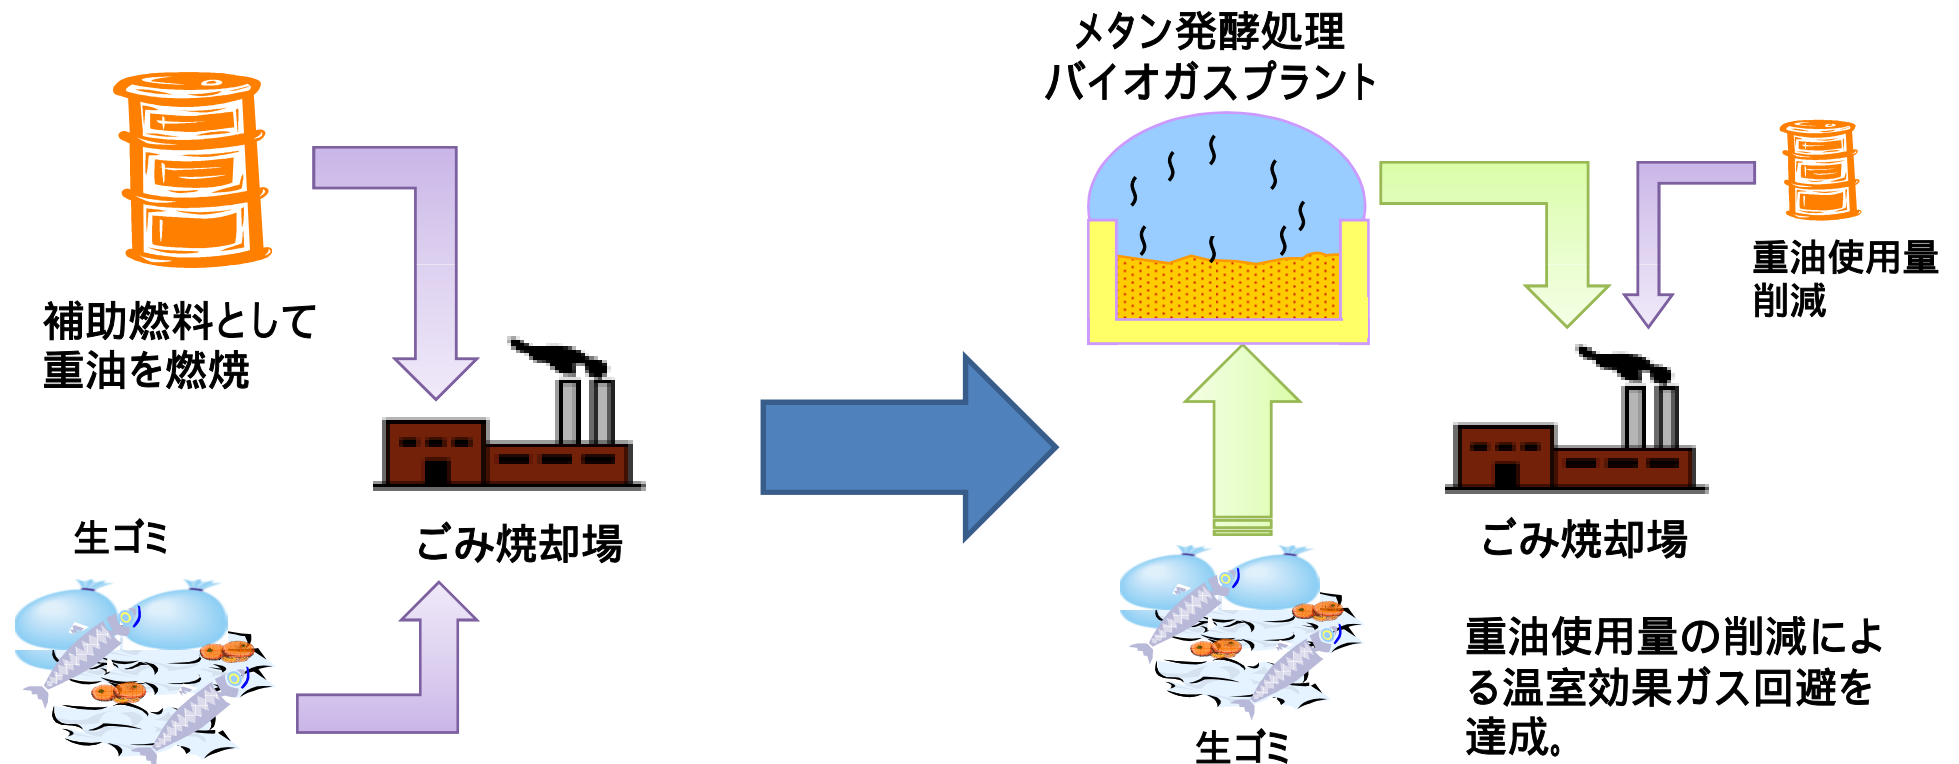 補助燃料として
重油を燃焼
生ゴミ
ごみ焼却場
メタン発酵処理
バイオガスプラント
重油使用量
削減
ごみ焼却場
生ゴミ
重油使用量の削減によ
る温室効果ガス回避を
達成。